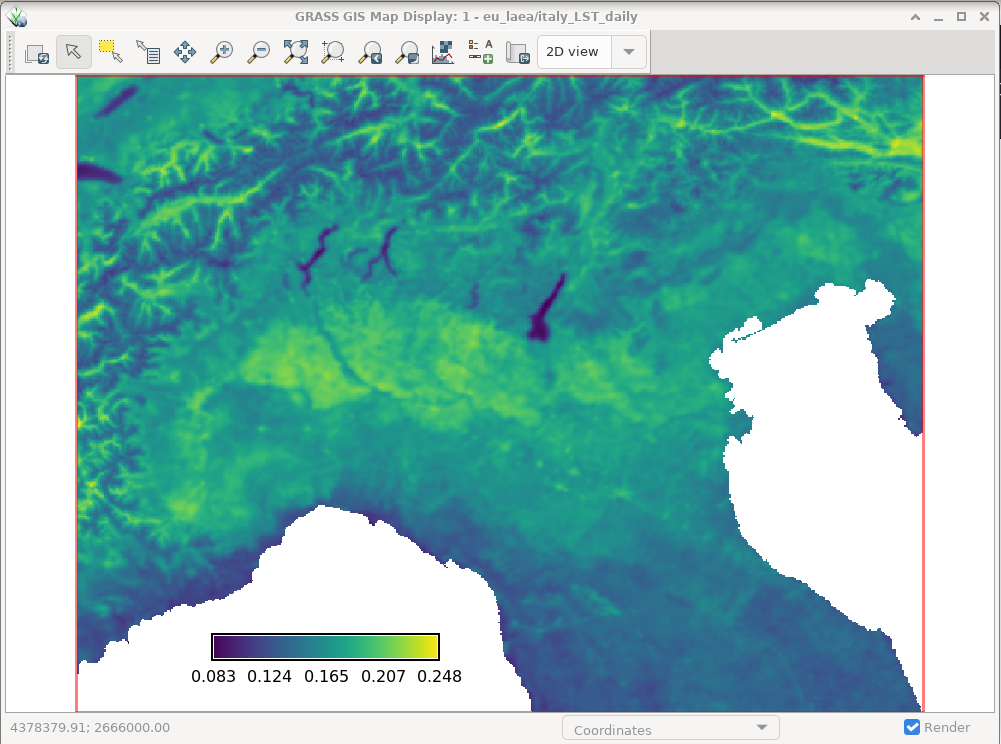 GRASS GIS Map Display: 1 - eu_laea/italy_LST_daily
A
2D view
0.083 0.124 0.165 0.207 0.248
4378379.91; 2666000.00 Coordinates Render